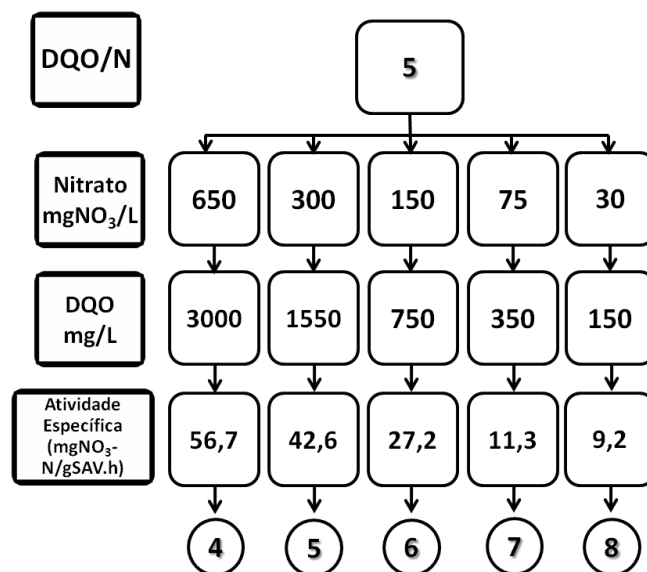 DQO/N
5
Nitrato
mgNO₃/L
650
300
150
75
30
DQO
mg/L
3000
1550
750
350
150
Atividade
Específica
(mgNO₃-
N/gSAV.h)
56,7
42,6
27,2
11,3
9,2
4
5
6
7
8